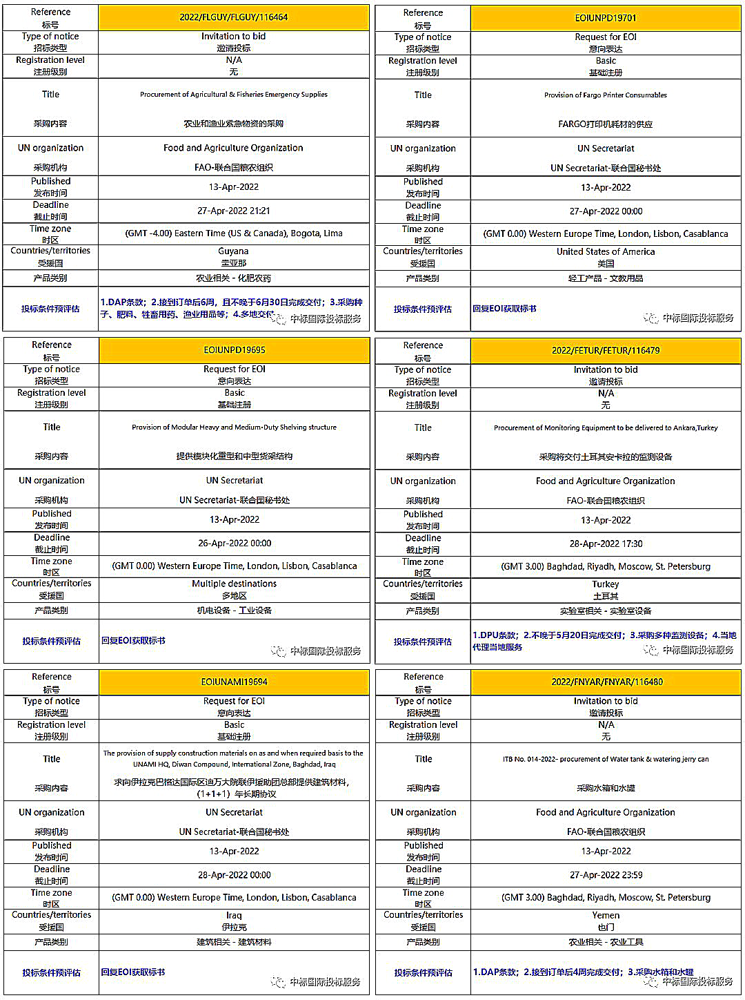 Reference
标号
2022/FLGUY/FLGUY/116464
Type of notice
招标类型
Invitation to bid
邀请投标
Registration level
注册级别
N/A
无
Title
采购内容
Procurement of Agricultural & Fisheries Emergency Supplies
农业和渔业紧急物资的采购
UN organization
采购机构
Food and Agriculture Organization
FAO-联合国粮农组织
Published
发布时间
13-Apr-2022
Deadline
截止时间
27-Apr-2022 21:21
Time zone
时区
(GMT -4.00) Eastern Time (US & Canada), Bogota, Lima
Countries/territories
受援国
Guyana
圭亚那
产品类别
农业相关 - 化肥农药
投标条件预评估
1.DAP条款；2.接到订单后6周，且不晚于6月30日完成交付；3.采购种
子、肥料、牲畜用药、渔业用品等；4.多地交付
中标国际投标服务
Reference
标号
EOIUNPD19701
Type of notice
招标类型
Request for EOI
意向表达
Registration level
注册级别
Basic
基础注册
Title
采购内容
Provision of Fargo Printer Consumables
FARGO打印机耗材的供应
UN organization
采购机构
UN Secretariat
UN Secretariat-联合国秘书处
Published
发布时间
13-Apr-2022
Deadline
截止时间
27-Apr-2022 00:00
Time zone
时区
(GMT 0.00) Western Europe Time, London, Lisbon, Casablanca
Countries/territories
受援国
United States of America
美国
产品类别
轻工产品 - 文教用品
投标条件预评估
回复EOI获取标书
中标国际投标服务
Reference
标号
EOIUNPD19695
Type of notice
招标类型
Request for EOI
意向表达
Registration level
注册级别
Basic
基础注册
Title
采购内容
Provision of Modular Heavy and Medium-Duty Shelving structure
提供模块化重型和中型货架结构
UN organization
采购机构
UN Secretariat
UN Secretariat-联合国秘书处
Published
发布时间
13-Apr-2022
Deadline
截止时间
26-Apr-2022 00:00
Time zone
时区
(GMT 0.00) Western Europe Time, London, Lisbon, Casablanca
Countries/territories
受援国
Multiple destinations
多地区
产品类别
机电设备 - 工业设备
投标条件预评估
回复EOI获取标书
中标国际投标服务
Reference
标号
2022/FETUR/FETUR/116479
Type of notice
招标类型
Invitation to bid
邀请投标
Registration level
注册级别
N/A
无
Title
采购内容
Procurement of Monitoring Equipment to be delivered to Ankara,Turkey
采购将交付土耳其安卡拉的监测设备
UN organization
采购机构
Food and Agriculture Organization
FAO-联合国粮农组织
Published
发布时间
13-Apr-2022
Deadline
截止时间
28-Apr-2022 17:30
Time zone
时区
(GMT 3.00) Baghdad, Riyadh, Moscow, St. Petersburg
Countries/territories
受援国
Turkey
土耳其
产品类别
实验室相关 - 实验室设备
投标条件预评估
1.DPU条款；2.不晚于5月20日完成交付；3.采购多种监测设备；4.当地
代理当地服务
中标国际投标服务
Reference
标号
EOIUNAMI19694
Type of notice
招标类型
Request for EOI
意向表达
Registration level
注册级别
Basic
基础注册
Title
采购内容
The provision of supply construction materials on as and when required basis to the
UNAMI HQ, Diwan Compound, International Zone, Baghdad, Iraq
求向伊拉克巴格达国际区迪万大院联伊援助团总部提供建筑材料，
（1+1+1）年长期协议
UN organization
采购机构
UN Secretariat
UN Secretariat-联合国秘书处
Published
发布时间
13-Apr-2022
Deadline
截止时间
28-Apr-2022 00:00
Time zone
时区
(GMT 0.00) Western Europe Time, London, Lisbon, Casablanca
Countries/territories
受援国
Iraq
伊拉克
产品类别
建筑相关 - 建筑材料
投标条件预评估
回复EOI获取标书
中标国际投标服务
Reference
标号
2022/FNYAR/FNYAR/116480
Type of notice
招标类型
Invitation to bid
邀请投标
Registration level
注册级别
N/A
无
Title
采购内容
ITB No. 014-2022- procurement of Water tank & watering jerry can
采购水箱和水罐
UN organization
采购机构
Food and Agriculture Organization
FAO-联合国粮农组织
Published
发布时间
13-Apr-2022
Deadline
截止时间
27-Apr-2022 23:59
Time zone
时区
(GMT 3.00) Baghdad, Riyadh, Moscow, St. Petersburg
Countries/territories
受援国
Yemen
也门
产品类别
农业相关 - 农业工具
投标条件预评估
1.DAP条款；2.接到订单后4周完成交付；3.采购水箱和水罐
中标国际投标服务